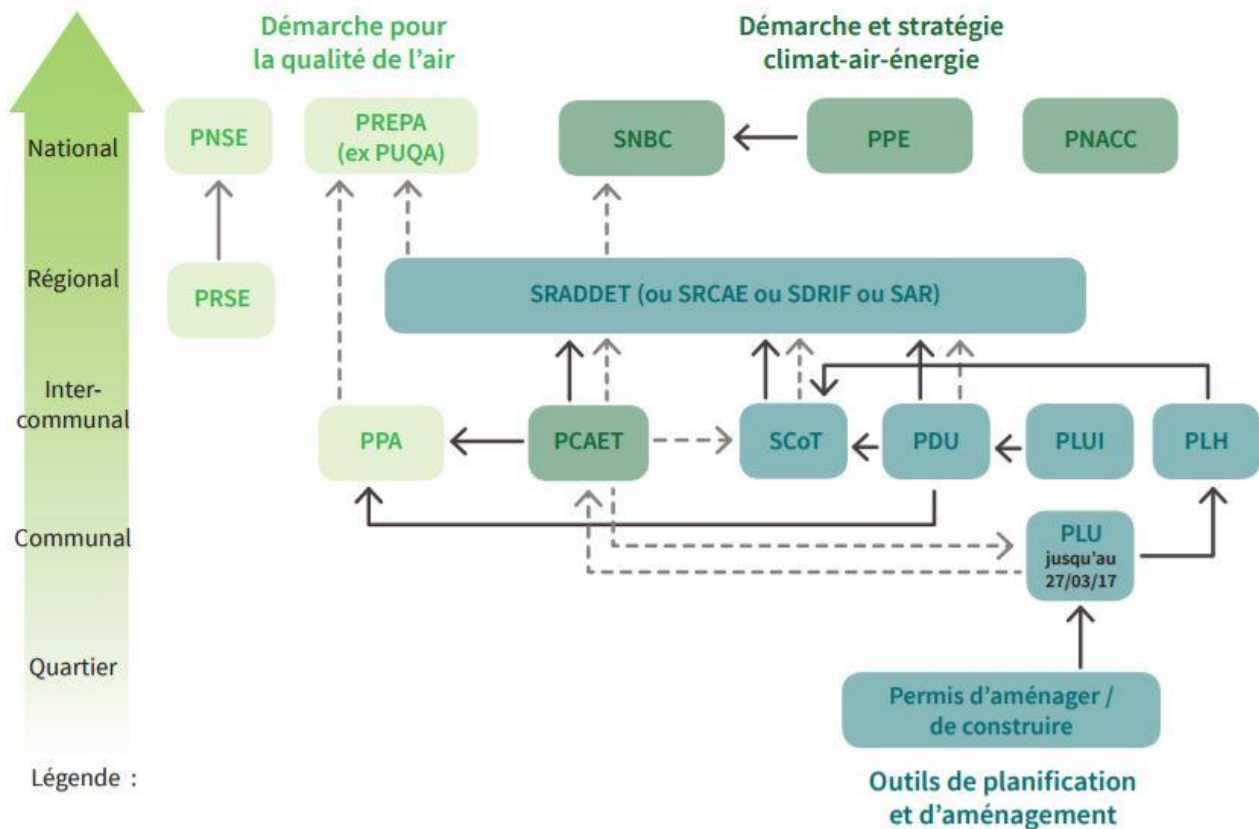 Démarche pour
la qualité de l’air
Démarche et stratégie
climat-air-énergie
National
PNSE
PREPA
(ex PUQA)
SNBC
PPE
PNACC
Régional
PRSE
SRADDET (ou SRCAE ou SDRIF ou SAR)
Inter-
communal
PPA
PCAET
SCoT
PDU
PLUI
PLH
Communal
PLU
jusqu’au
27/03/17
Quartier
Permis d’aménager /
de construire
Légende :
Outils de planification
et d’aménagement